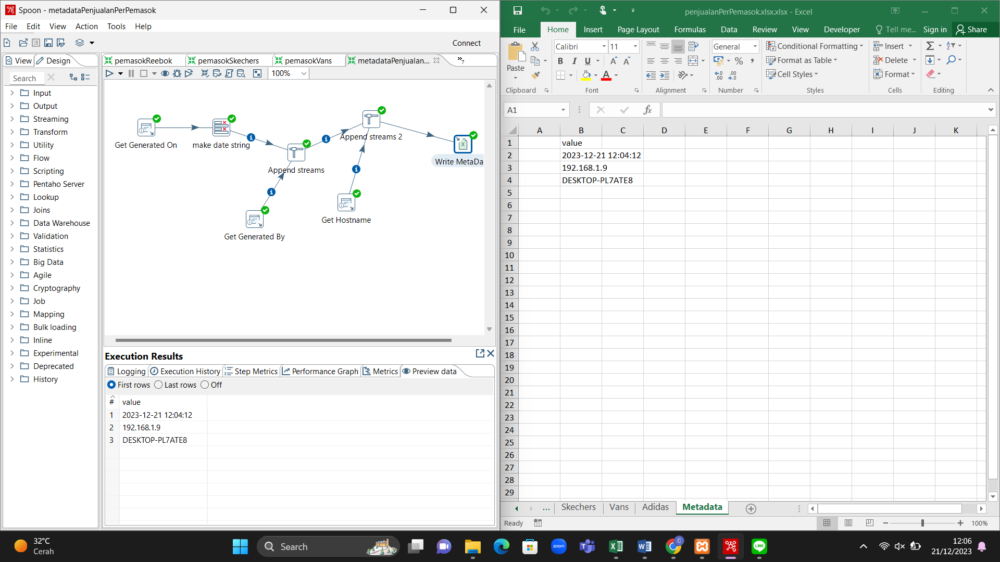 Spoon - metadataPenjualanPerPemasok
File Edit View Action Tools Help
Connect
View Design
Search
Input
Output
Streaming
Transform
Utility
Flow
Scripting
Pentaho Server
Lookup
Joins
Data Warehouse
Validation
Statistics
Big Data
Agile
Cryptography
Job
Mapping
Bulk loading
Inline
Experimental
Deprecated
History
pemasokReebok pemasokSkechers pemasokVans metadataPenjualan... »7
100%
Get Generated On
make date string
Append streams
Append streams 2
Write MetaDa
Get Generated By
Get Hostname
Execution Results
Logging Execution History Step Metrics Performance Graph Metrics Preview data
First rows Last rows Off
# value
1 2023-12-21 12:04:12
2 192.168.1.9
3 DESKTOP-PL7ATE8
penjualanPerPemasok.xlsx.xlsx - Excel
File Home Insert Page Layout Formulas Data Review View Developer Tell me... Sign in Share
Paste
Clipboard
Calibri 11
B I U
A A
A
Font
Alignment
General
% ,
Number
Conditional Formatting
Format as Table
Cell Styles
Styles
Insert
Delete
Format
Cells
Editing
A1
fx
A B C D E F G H I J K
1 value
2 2023-12-21 12:04:12
3 192.168.1.9
4 DESKTOP-PL7ATE8
5
6
7
8
9
10
11
12
13
14
15
16
17
18
19
20
21
22
23
24
25
26
27
28
29
... Skechers Vans Adidas Metadata
Ready
100%
32°C
Cerah
Search
zoom
12:06
21/12/2023